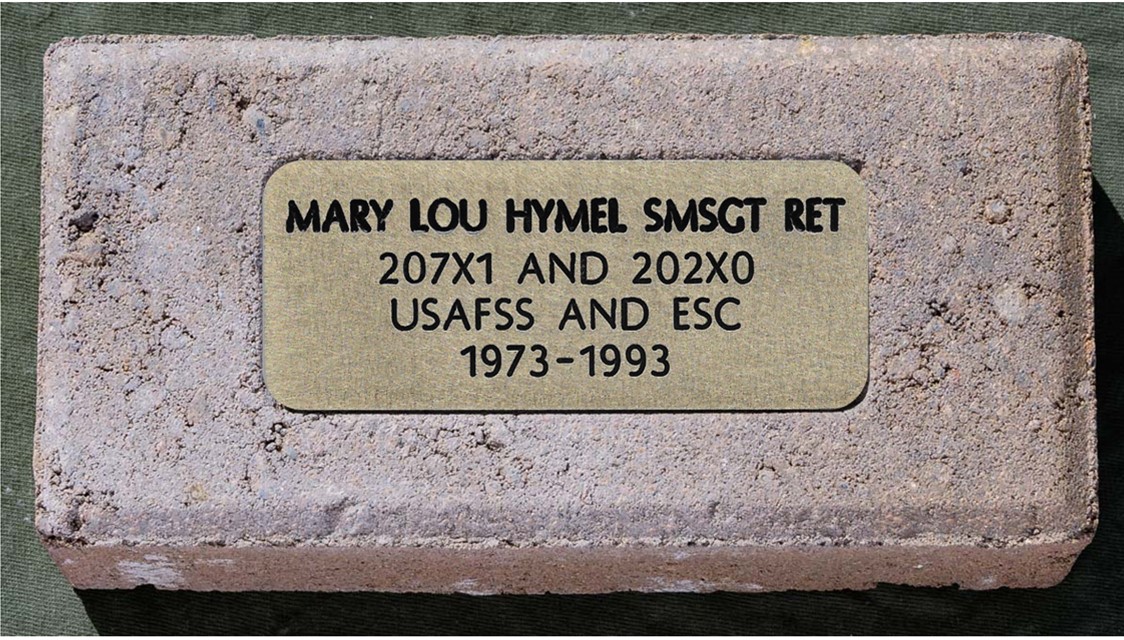 MARY LOU HYMEL SMSGT RET
207X1 AND 202X0
USAFSS AND ESC
1973-1993